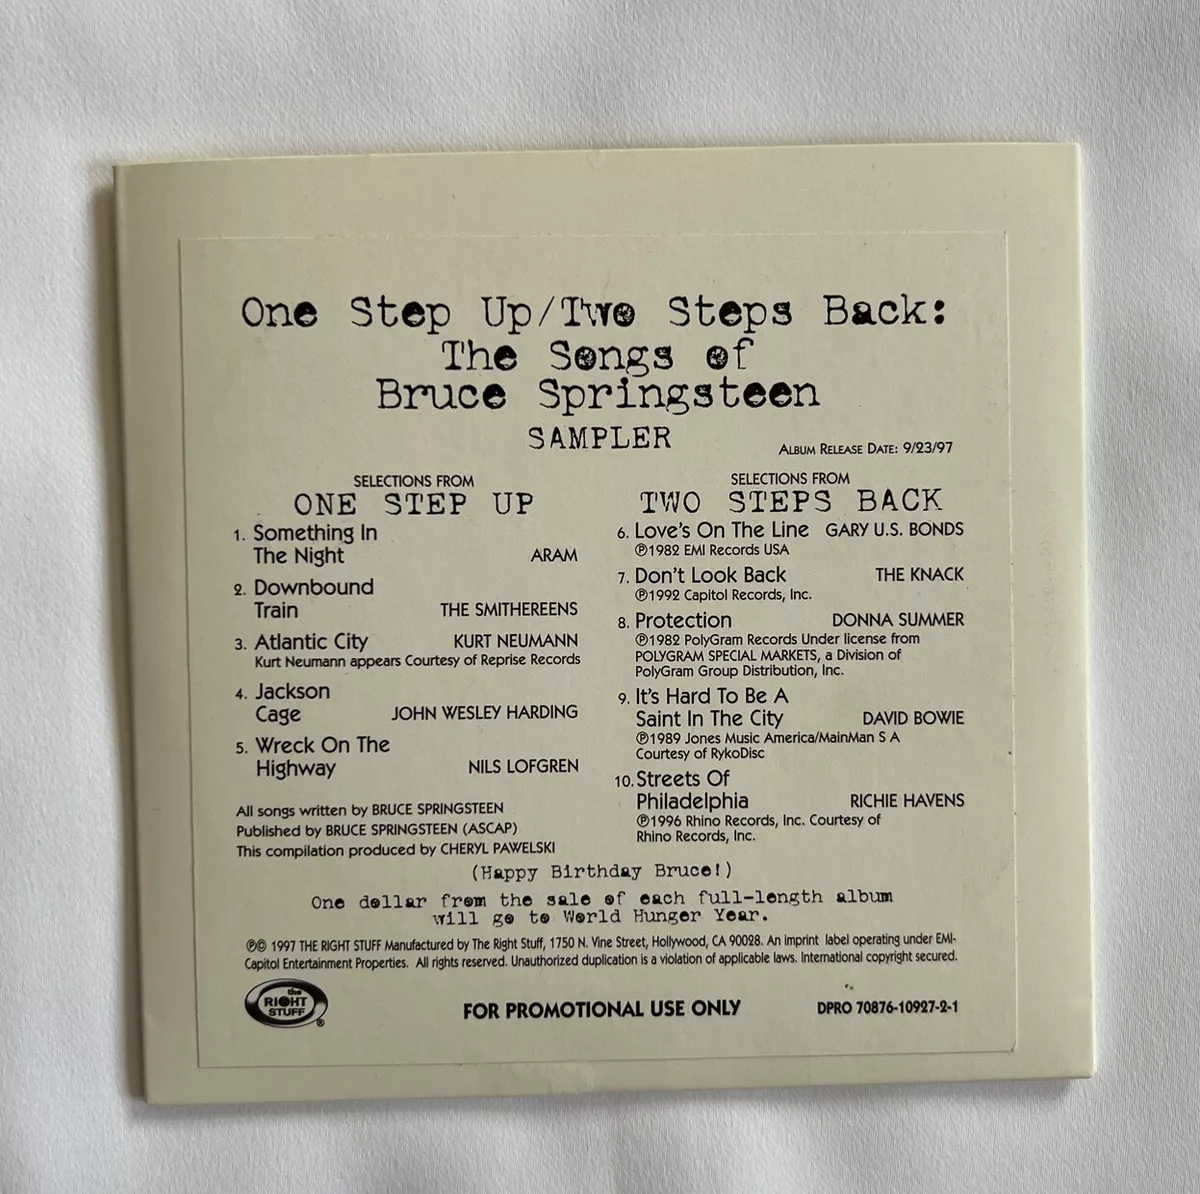 One Step Up/Two Steps Back:
The Songs of
Bruce Springsteen
SAMPLER
ALBUM RELEASE DATE: 9/23/97
SELECTIONS FROM
ONE STEP UP
1. Something In
The Night ARAM
2. Downbound
Train THE SMITHEREENS
3. Atlantic City KURT NEUMANN
Kurt Neumann appears Courtesy of Reprise Records
4. Jackson
Cage JOHN WESLEY HARDING
5. Wreck On The
Highway NILS LOFGREN
All songs written by BRUCE SPRINGSTEEN
Published by BRUCE SPRINGSTEEN (ASCAP)
This compilation produced by CHERYL PAWELSKI
SELECTIONS FROM
TWO STEPS BACK
6. Love's On The Line GARY U.S. BONDS
℗1982 EMI Records USA
7. Don't Look Back THE KNACK
℗1992 Capitol Records, Inc.
8. Protection DONNA SUMMER
℗1982 PolyGram Records Under license from
POLYGRAM SPECIAL MARKETS, a Division of
PolyGram Group Distribution, Inc.
9. It's Hard To Be A
Saint In The City DAVID BOWIE
℗1989 Jones Music America/MainMan S A
Courtesy of RykoDisc
10. Streets Of
Philadelphia RICHIE HAVENS
℗1996 Rhino Records, Inc. Courtesy of
Rhino Records, Inc.
(Happy Birthday Bruce!)
One dollar from the sale of each full-length album
will go to World Hunger Year.
℗© 1997 THE RIGHT STUFF Manufactured by The Right Stuff, 1750 N. Vine Street, Hollywood, CA 90028. An imprint label operating under EMI-
Capitol Entertainment Properties. All rights reserved. Unauthorized duplication is a violation of applicable laws. International copyright secured.
the
RIGHT
STUFF
®
FOR PROMOTIONAL USE ONLY
DPRO 70876-10927-2-1